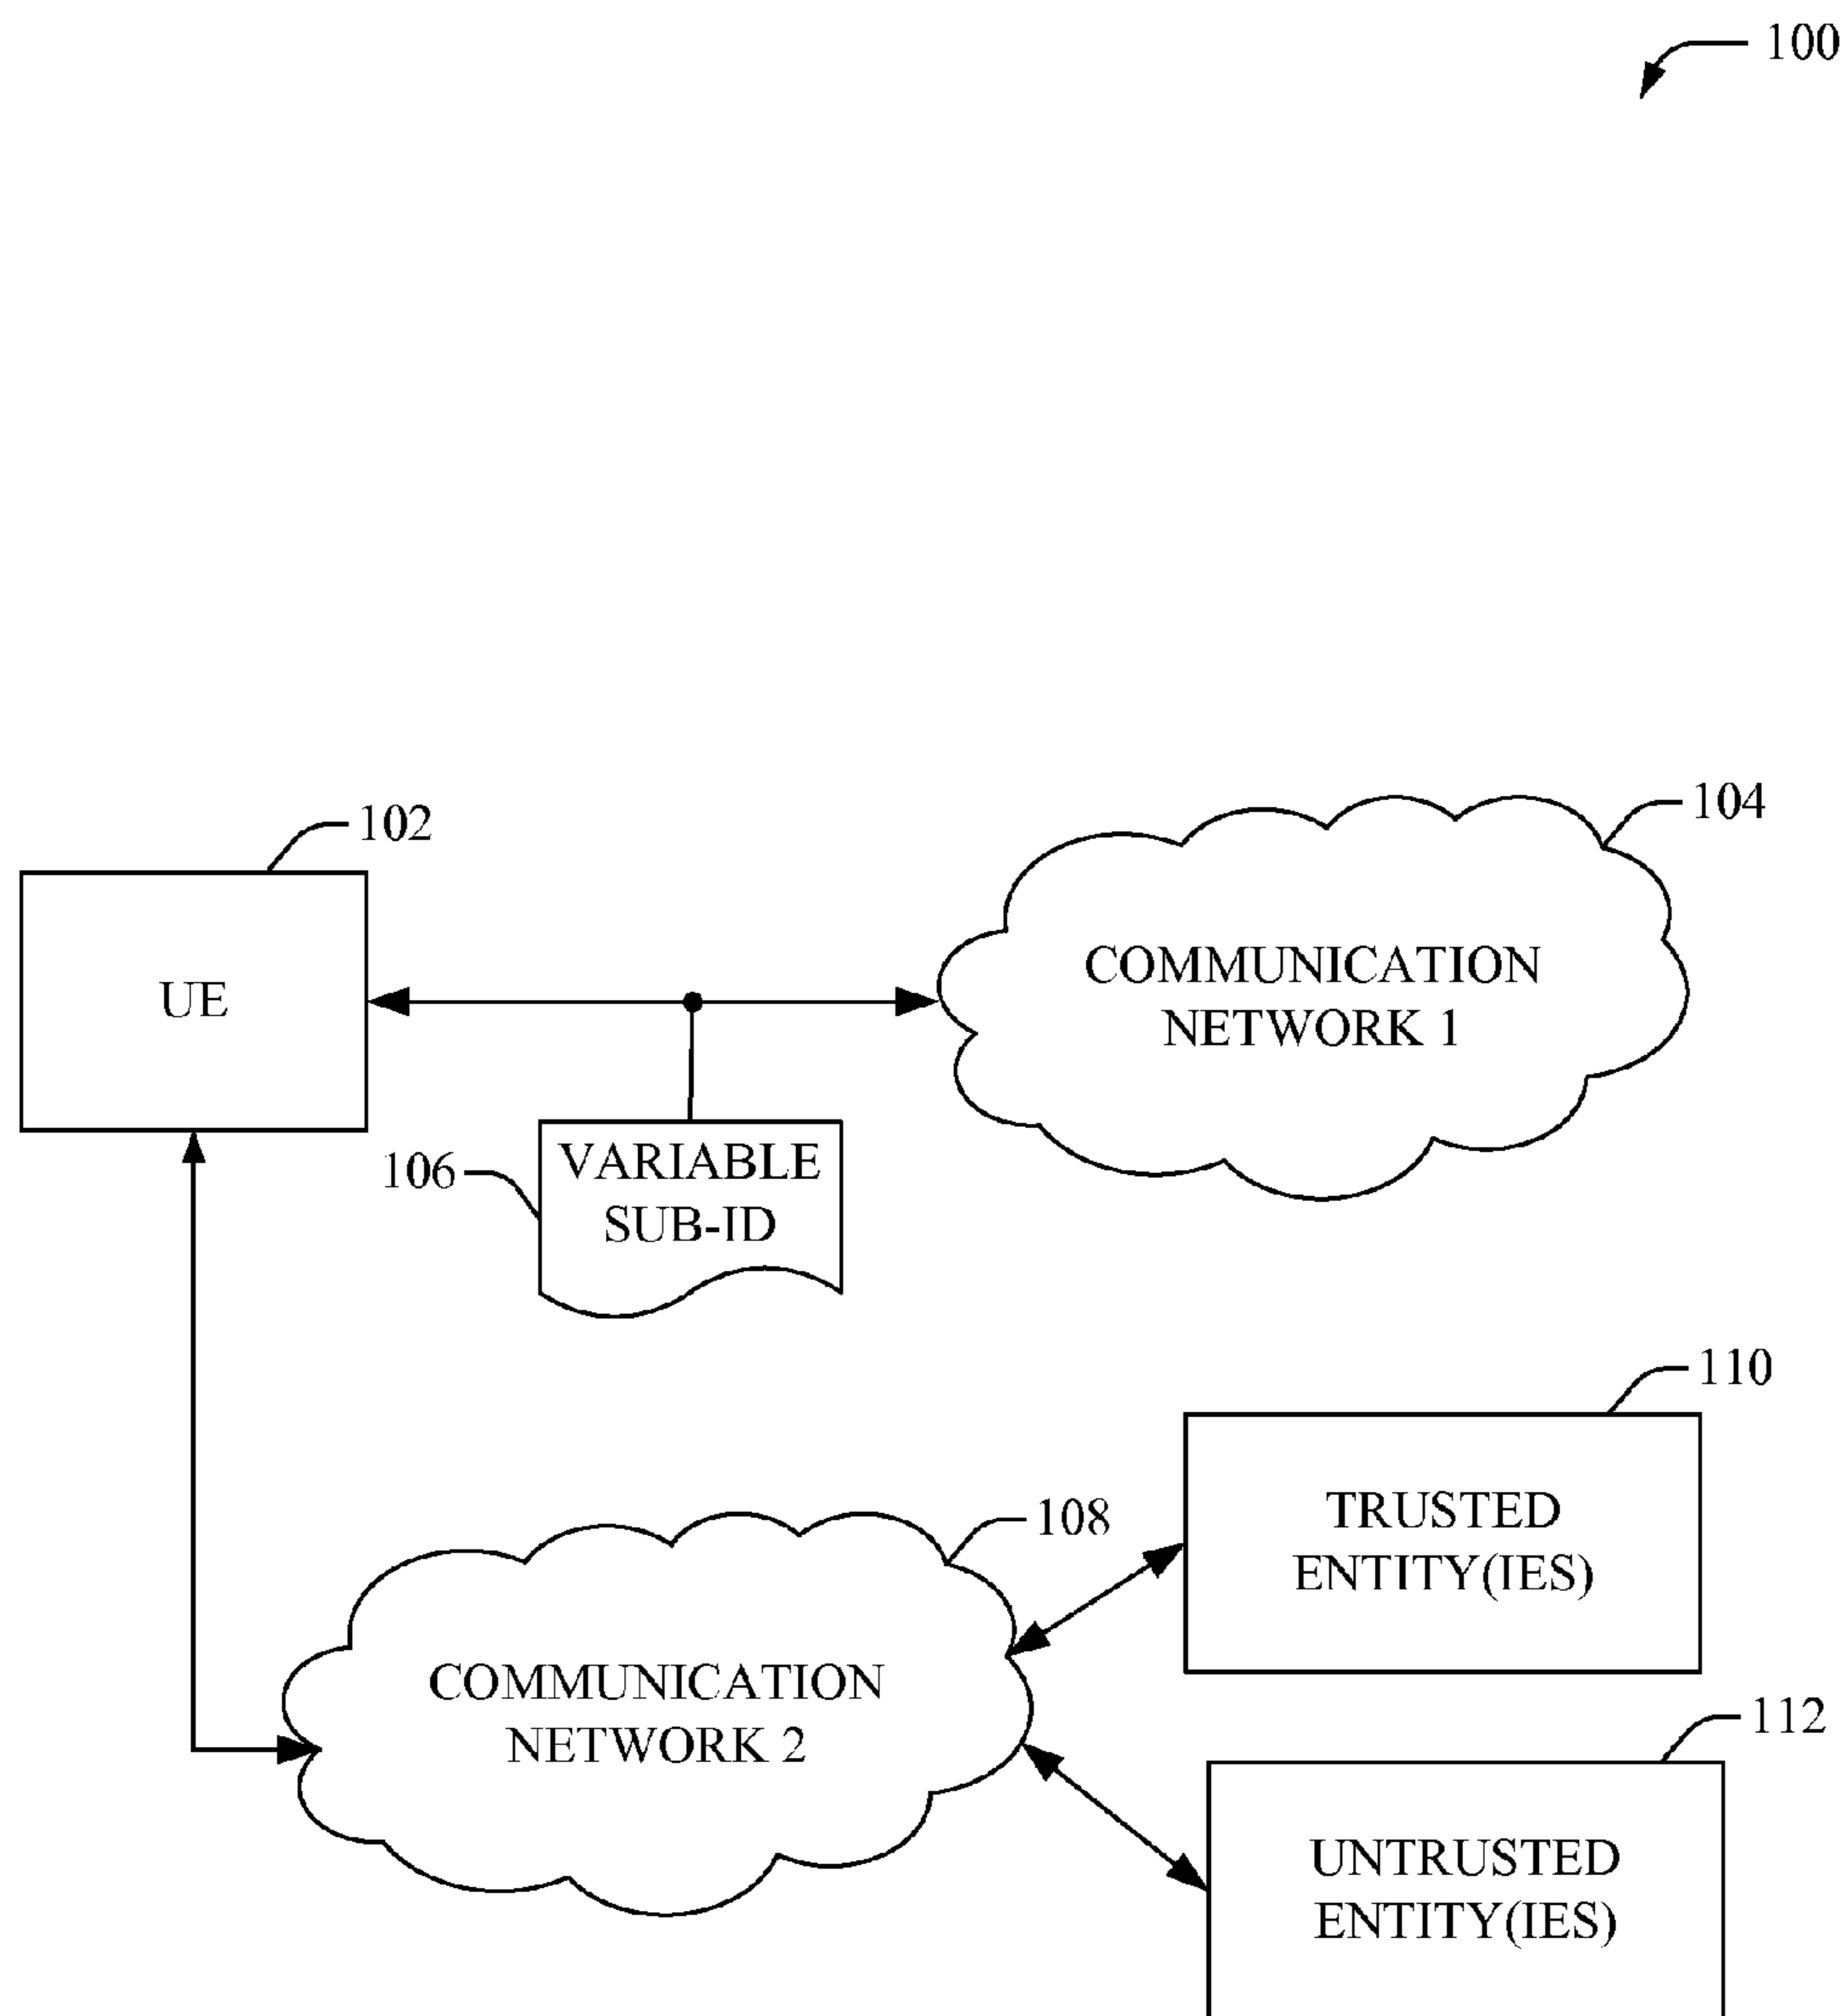 100
102
104
UE
COMMUNICATION
NETWORK 1
106
VARIABLE
SUB-ID
110
TRUSTED
ENTITY(IES)
108
COMMUNICATION
NETWORK 2
112
UNTRUSTED
ENTITY(IES)